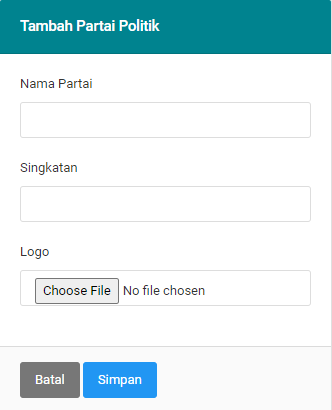 Tambah Partai Politik
Nama Partai
Singkatan
Logo
Choose File No file chosen
Batal Simpan